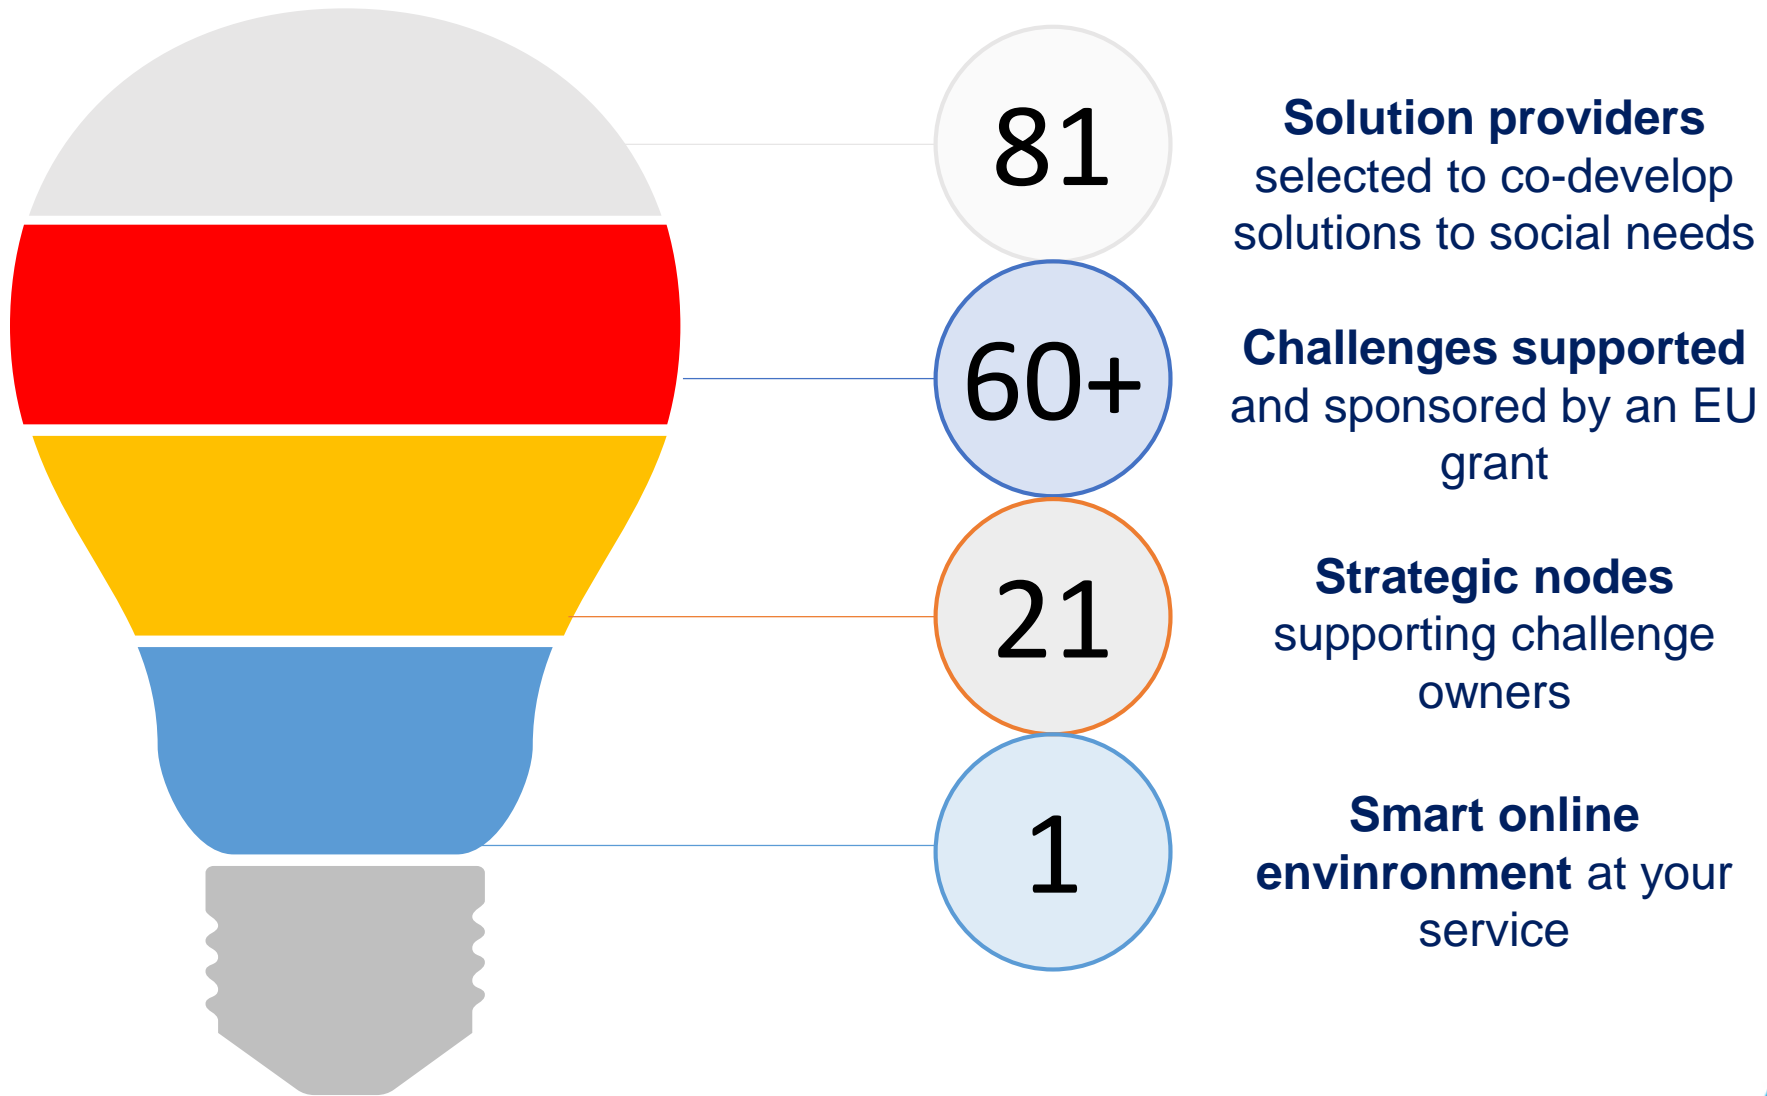 81
Solution providers
selected to co-develop
solutions to social needs
60+
Challenges supported
and sponsored by an EU
grant
21
Strategic nodes
supporting challenge
owners
1
Smart online
envinronment at your
service